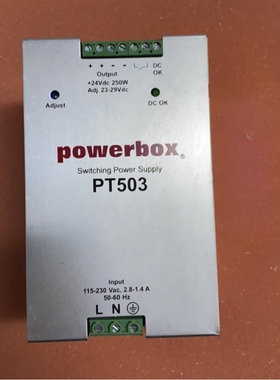 + + - - DC
Output OK
+24Vdc 250W
Adj. 23-29Vdc
Adjust DC OK
powerbox®
Switching Power Supply
PT503
Input
115-230 Vac, 2.8-1.4 A
50-60 Hz
L N